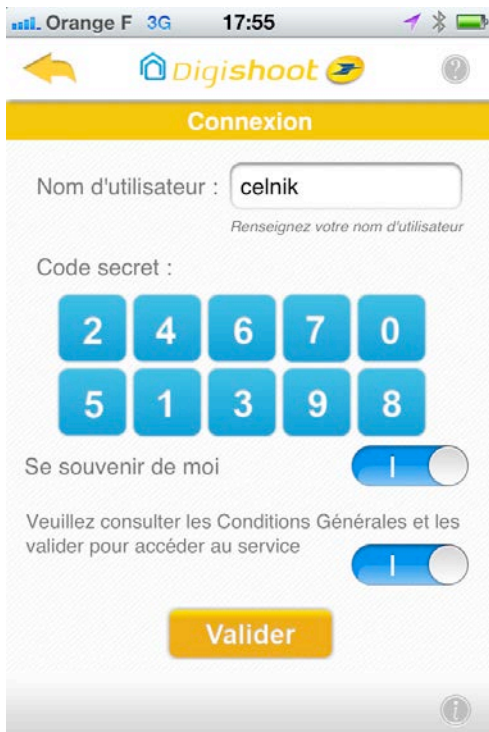 Orange F 3G 17:55
Digishoot
?
Connexion
Nom d'utilisateur : celnik
Renseignez votre nom d'utilisateur
Code secret :
2 4 6 7 0
5 1 3 9 8
Se souvenir de moi
Veuillez consulter les Conditions Générales et les
valider pour accéder au service
Valider
i